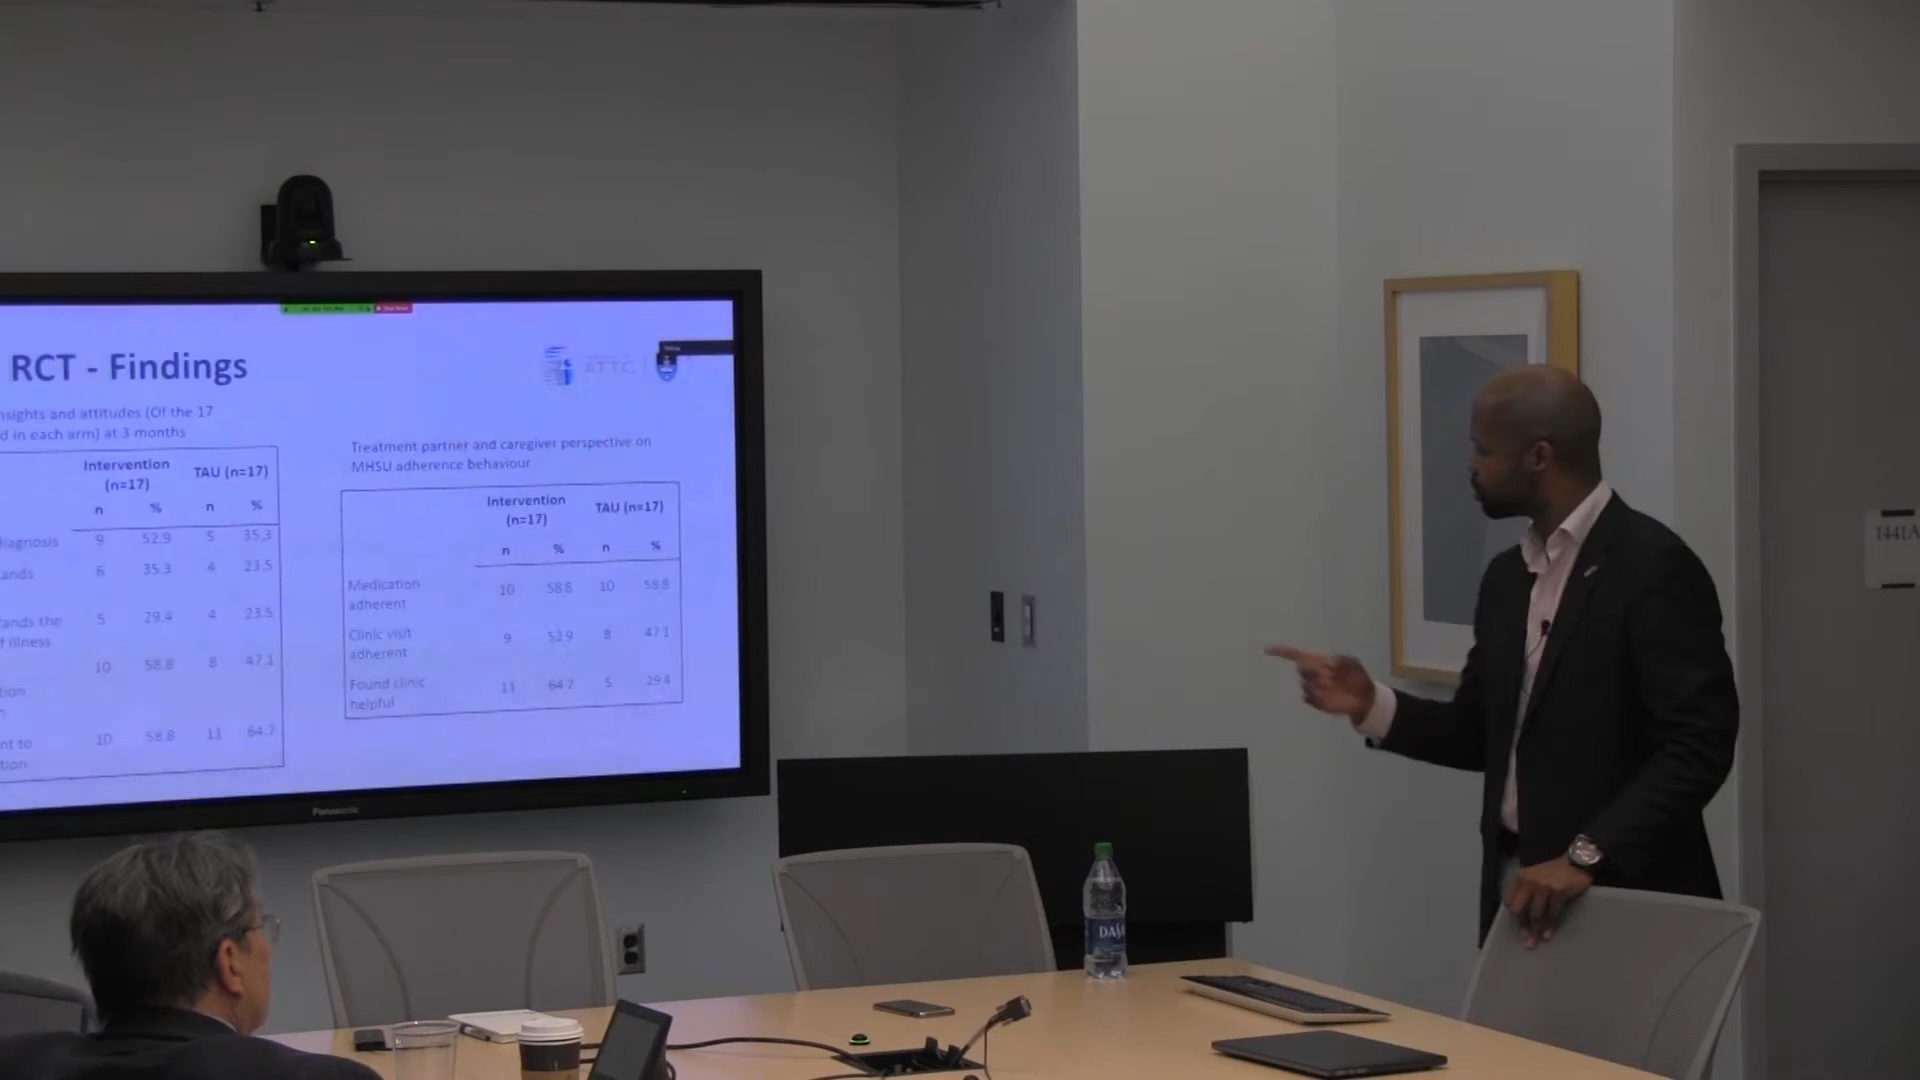 RCT - Findings
ATTC
nsights and attitudes (Of the 17
d in each arm) at 3 months
Intervention TAU (n=17)
(n=17)
n % n %
diagnosis 9 52.9 5 35.3
ands 6 35.3 4 23.5
ands the 5 29.4 4 23.5
f illness
10 58.8 8 47.1
tion
n
nt to 10 58.8 11 64.7
tion
Treatment partner and caregiver perspective on
MHSU adherence behaviour
Intervention TAU (n=17)
(n=17)
n % n %
Medication 10 58.8 10 58.8
adherent
Clinic visit 9 52.9 8 47.1
adherent
Found clinic 11 64.7 5 29.4
helpful
Panasonic
1441A
DASA